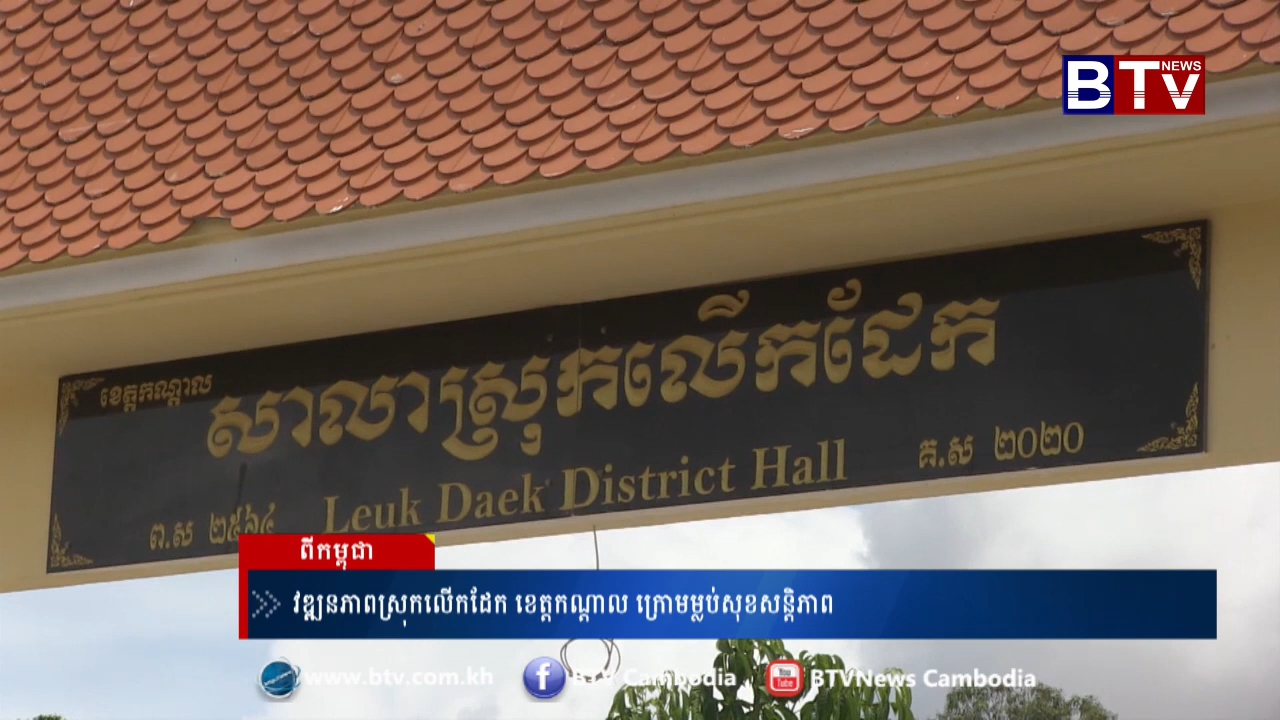 BTV NEWS
ខេត្តកណ្ដាល
សាលាស្រុកលើកដែក
Leuk Daek District Hall
ព.ស ២៥៦៤
គ.ស ២០២០
ពីកម្ពុជា
វឌ្ឍនភាពស្រុកលើកដែក ខេត្តកណ្ដាល ក្រោមម្លប់សុខសន្តិភាព
www.btv.com.kh
BTV Cambodia
You Tube
BTVNews Cambodia